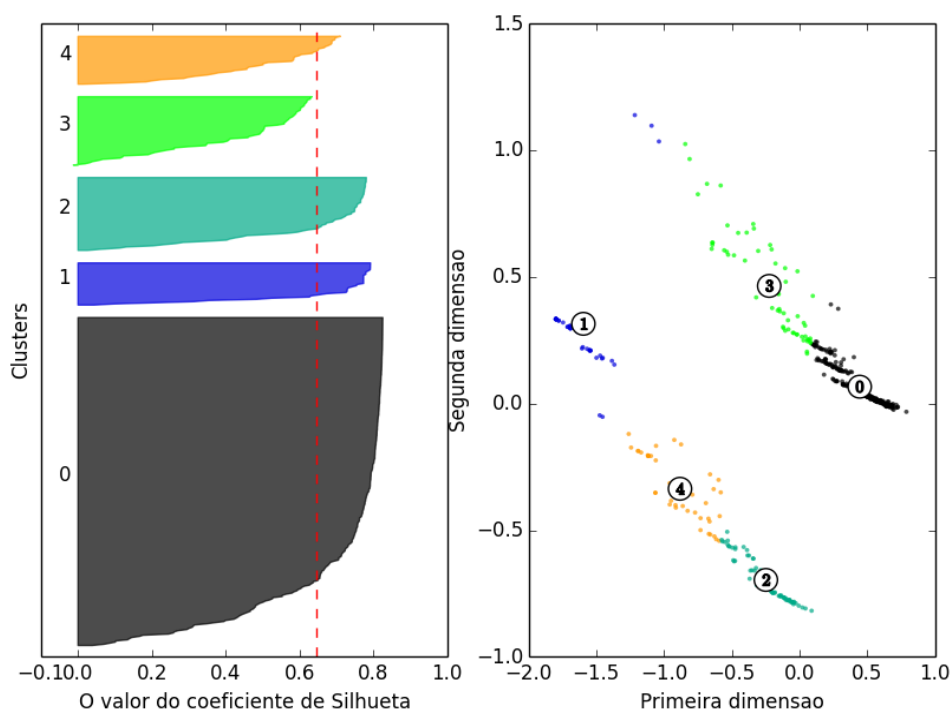 4
3
2
1
0
Clusters
−0.10.0 0.2 0.4 0.6 0.8 1.0
O valor do coeficiente de Silhueta
1.5
1.0
0.5
0.0
−0.5
−1.0
Segunda dimensao
3
1
0
4
2
−2.0 −1.5 −1.0 −0.5 0.0 0.5 1.0
Primeira dimensao